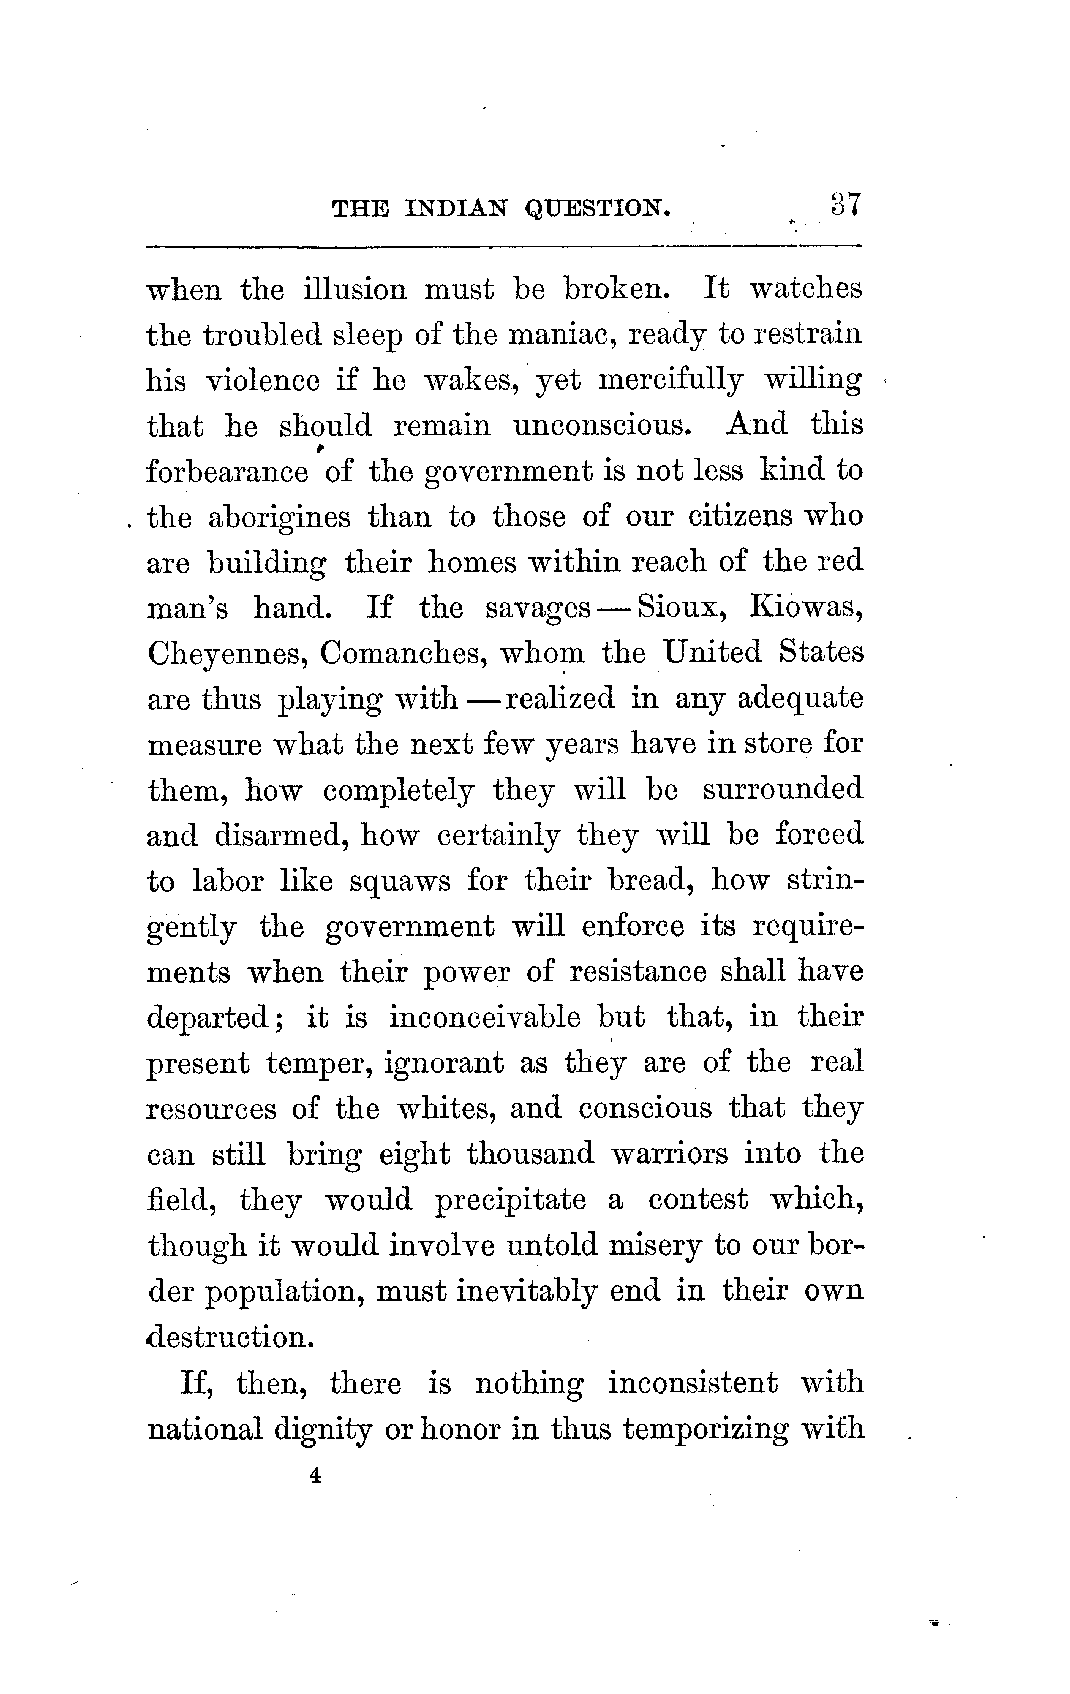 THE INDIAN QUESTION. 37
when the illusion must be broken. It watches
the troubled sleep of the maniac, ready to restrain
his violence if he wakes, yet mercifully willing
that he should remain unconscious. And this
forbearance of the government is not less kind to
the aborigines than to those of our citizens who
are building their homes within reach of the red
man's hand. If the savages — Sioux, Kiowas,
Cheyennes, Comanches, whom the United States
are thus playing with — realized in any adequate
measure what the next few years have in store for
them, how completely they will be surrounded
and disarmed, how certainly they will be forced
to labor like squaws for their bread, how strin-
gently the government will enforce its require-
ments when their power of resistance shall have
departed; it is inconceivable but that, in their
present temper, ignorant as they are of the real
resources of the whites, and conscious that they
can still bring eight thousand warriors into the
field, they would precipitate a contest which,
though it would involve untold misery to our bor-
der population, must inevitably end in their own
destruction.
If, then, there is nothing inconsistent with
national dignity or honor in thus temporizing with
4